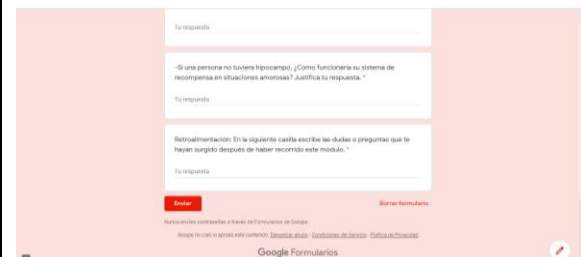 Tu respuesta
-Si una persona no tuviera hipocampo, ¿Cómo funcionaría su sistema de
recompensa en situaciones amorosas? Justifica tu respuesta. *
Tu respuesta
Retroalimentación: En la siguiente casilla escribe las dudas o preguntas que te
hayan surgido después de haber recorrido este módulo. *
Tu respuesta
Enviar Borrar formulario
Nunca envíes contraseñas a través de Formularios de Google.
Google no creó ni aprobó este contenido. Denunciar abuso - Condiciones del Servicio - Política de Privacidad
Google Formularios